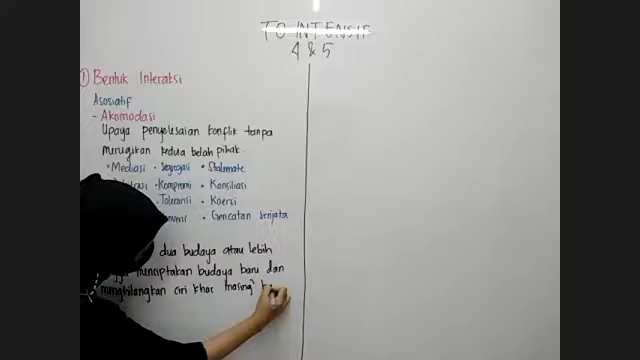 TO INTENSIF
4 & 5
① Bentuk Interaksi
Asosiatif
- Akomodasi
Upaya penyelesaian konflik tanpa
merugikan kedua belah pihak.
• Mediasi • Segregasi • Stalemate
• Kompromi • Konsiliasi
Toleransi • Koersi
• Gencatan senjata
dua budaya atau lebih
menciptakan budaya baru dan
menghilangkan ciri khas masing²